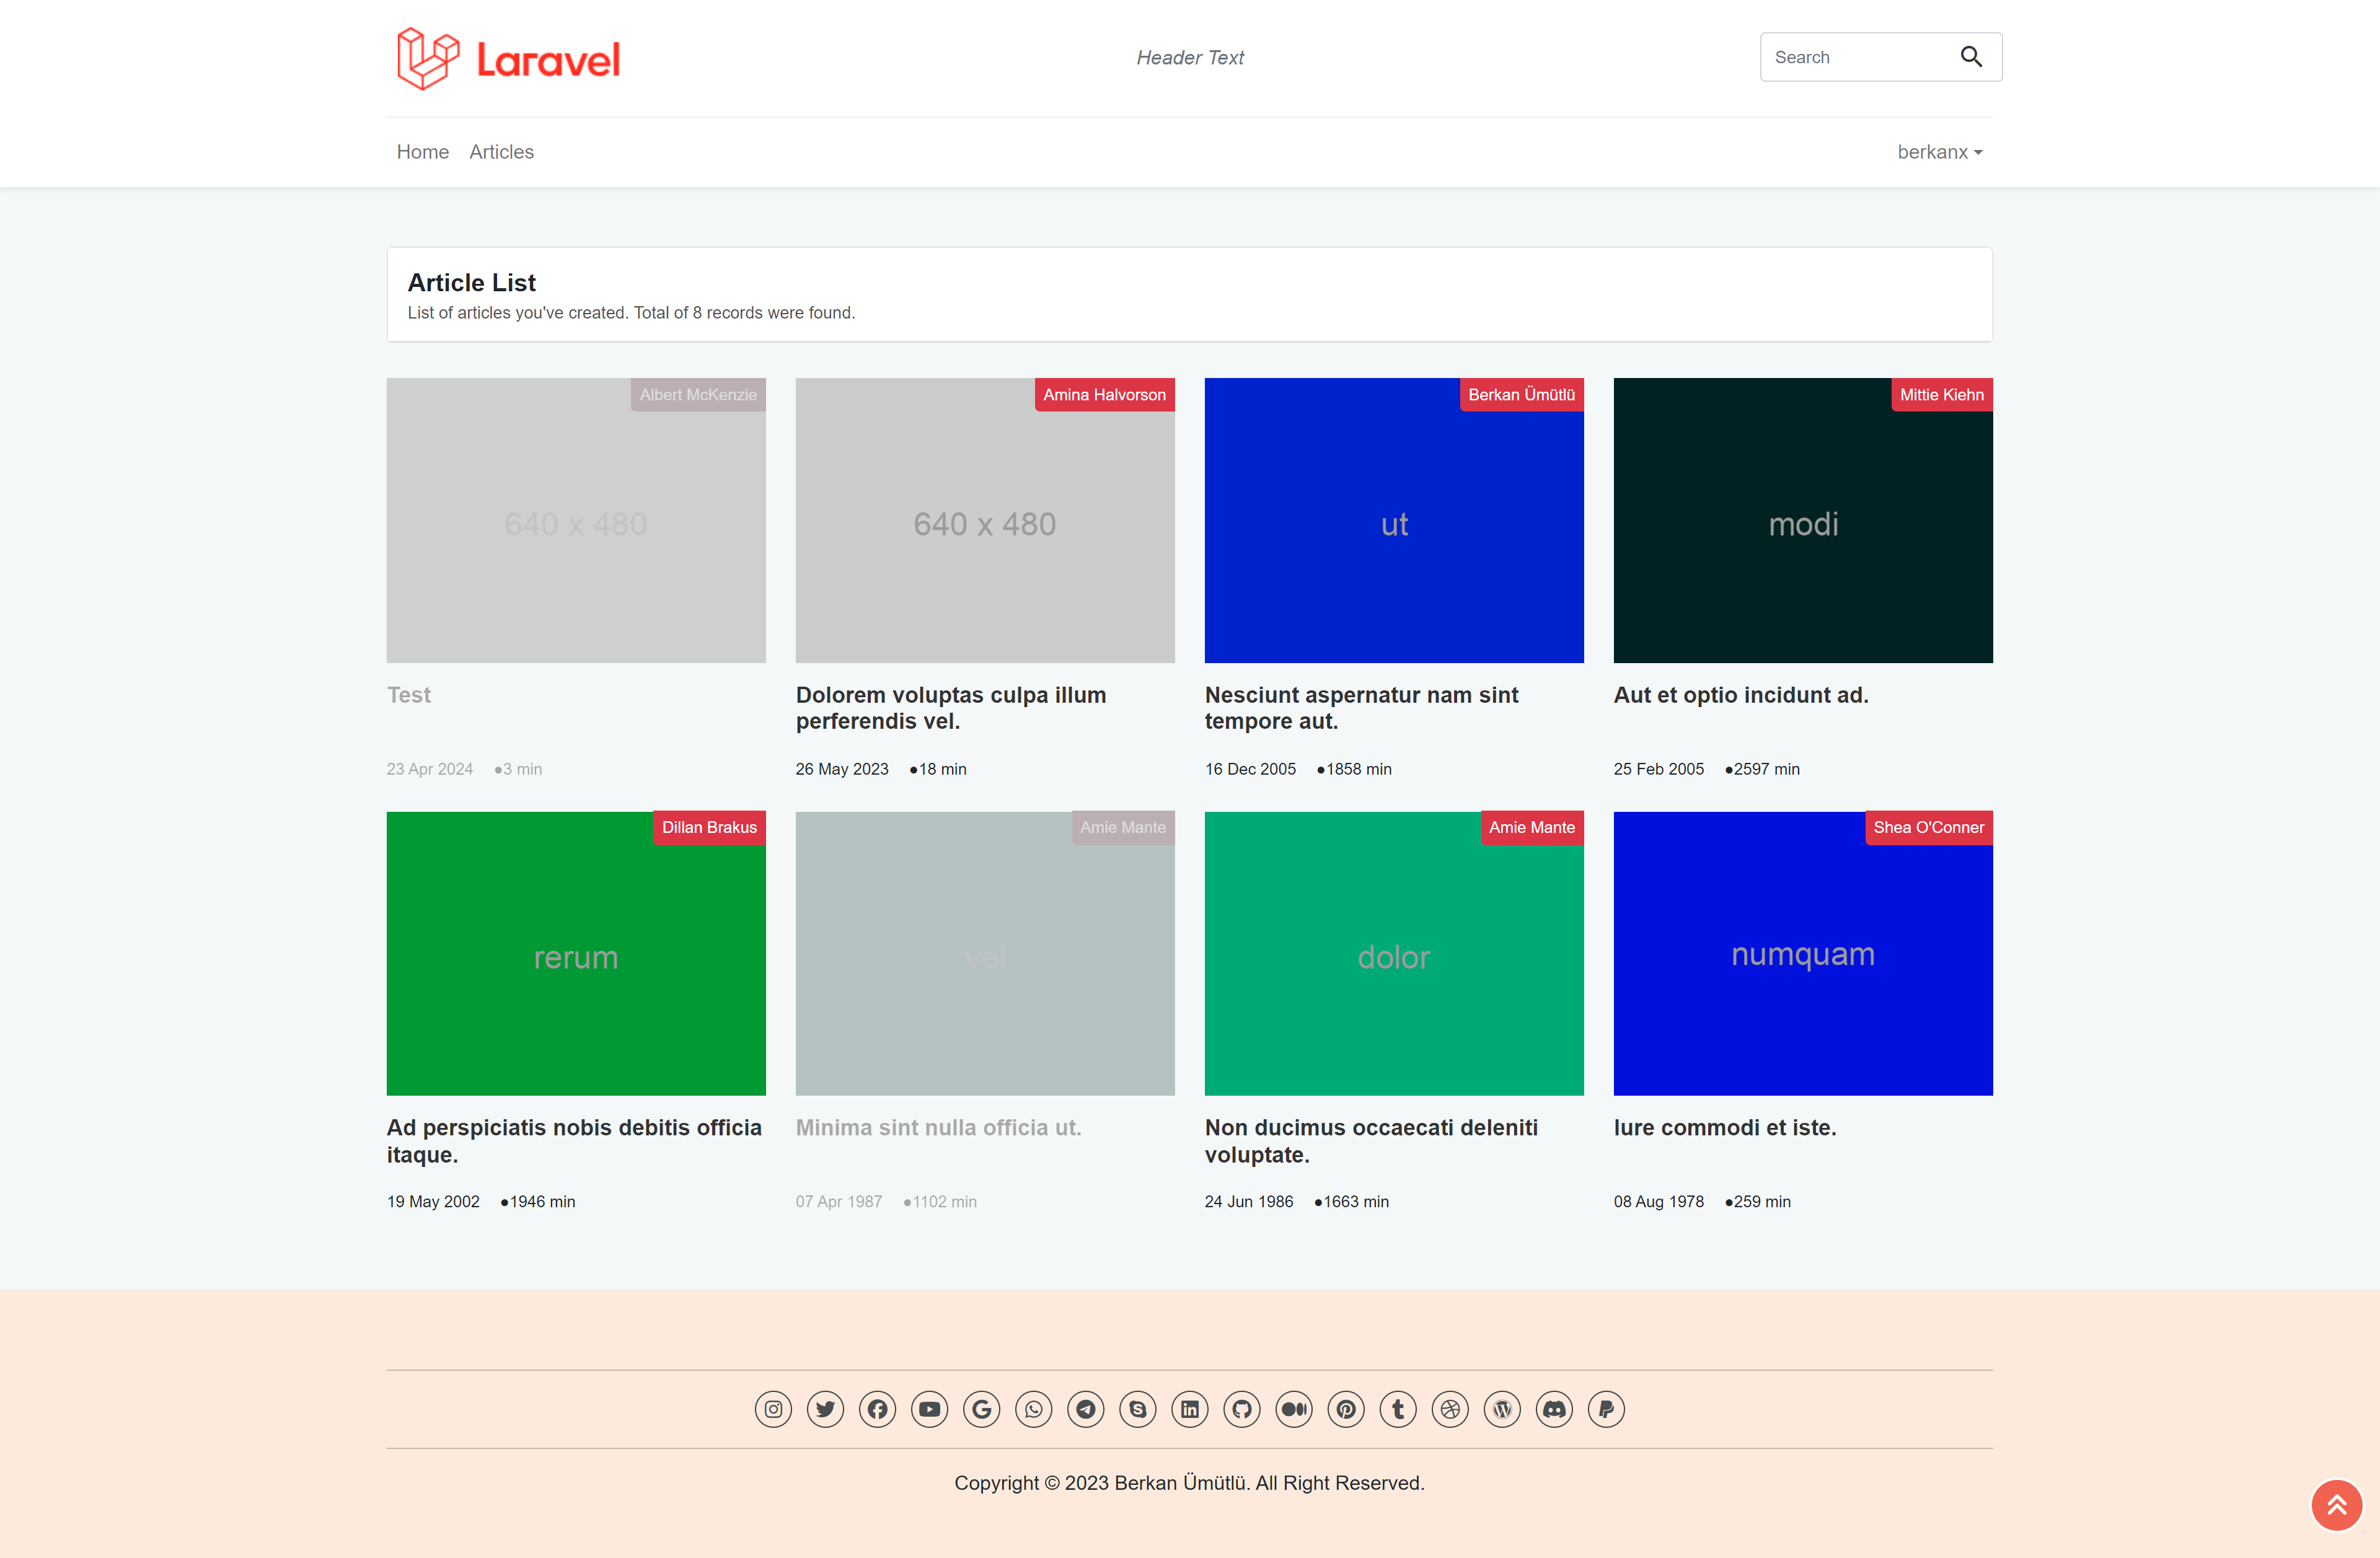 Laravel
Header Text
Search
Home Articles
berkanx
Article List
List of articles you've created. Total of 8 records were found.
Albert McKenzie
640 x 480
Test
23 Apr 2024 ●3 min
Amina Halvorson
640 x 480
Dolorem voluptas culpa illum
perferendis vel.
26 May 2023 ●18 min
Berkan Ümütlü
ut
Nesciunt aspernatur nam sint
tempore aut.
16 Dec 2005 ●1858 min
Mittie Kiehn
modi
Aut et optio incidunt ad.
25 Feb 2005 ●2597 min
Dillan Brakus
rerum
Ad perspiciatis nobis debitis officia
itaque.
19 May 2002 ●1946 min
Amie Mante
vel
Minima sint nulla officia ut.
07 Apr 1987 ●1102 min
Amie Mante
dolor
Non ducimus occaecati deleniti
voluptate.
24 Jun 1986 ●1663 min
Shea O'Conner
numquam
Iure commodi et iste.
08 Aug 1978 ●259 min
Copyright © 2023 Berkan Ümütlü. All Right Reserved.